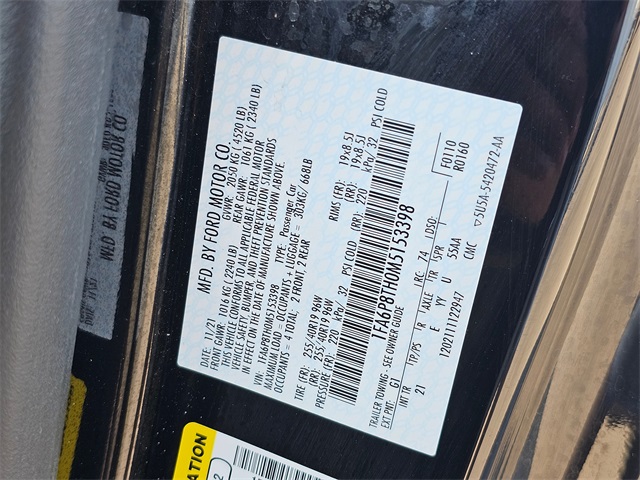 MFD. BY FORD MOTOR CO.
DATE: 11/21 GVWR: 2050 KG ( 4520 LB)
FRONT GAWR: 1016 KG ( 2240 LB) REAR GAWR: 1061 KG ( 2340 LB)
THIS VEHICLE CONFORMS TO ALL APPLICABLE FEDERAL MOTOR
VEHICLE SAFETY, BUMPER, AND THEFT PREVENTION STANDARDS
IN EFFECT ON THE DATE OF MANUFACTURE SHOWN ABOVE.
VIN: 1FA6P8TH0M5153398 TYPE: Passenger Car
MAXIMUM LOAD = OCCUPANTS + LUGGAGE = 303KG/ 668LB
OCCUPANTS = 4 TOTAL: 2 FRONT, 2 REAR
TIRE (FR): 255/40R19 96W RIMS (FR): 19x8.5J
(RR): 255/40R19 96W (RR): 19x8.5J
PRESSURE (FR): 220 kPa/ 32 PSI COLD (RR): 220 kPa/ 32 PSI COLD
1FA6P8TH0M5153398
TRAILER TOWING - SEE OWNER GUIDE
EXT PNT: G1 RC: 74 DSO: F0110
R0160
INT TR TP/PS R AXLE TR SPR
21 E YY U 55AA CMC
12021111122947
5U5A-5420472-AA